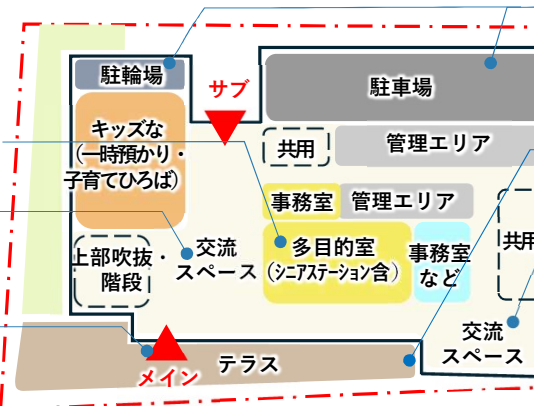 駐輪場
サブ
駐車場
キッズな
(一時預かり・
子育てひろば)
共用
管理エリア
事務室
管理エリア
上部吹抜・
階段
交流
スペース
多目的室
(シニアステーション含)
事務室
など
共用
交流
スペース
メイン
テラス